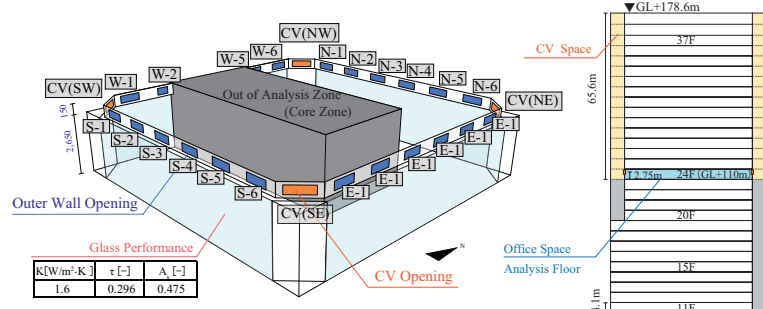 CV(NW)
W-5
W-6
N-1
N-2
N-3
N-4
N-5
N-6
CV(SW)
W-1
W-2
Out of Analysis Zone
(Core Zone)
CV(NE)
150
2,650
S-1
S-2
S-3
S-4
S-5
S-6
E-1
E-1
E-1
E-1
E-1
E-1
CV(SE)
Outer Wall Opening
Glass Performance
CV Opening
N
K[W/m²·K ] τ [−] A [−]
1.6 0.296 0.475
▼GL+178.6m
CV Space
37F
65.6m
2.75m
24F(GL+110m)
20F
Office Space
Analysis Floor
15F
.1m
11F